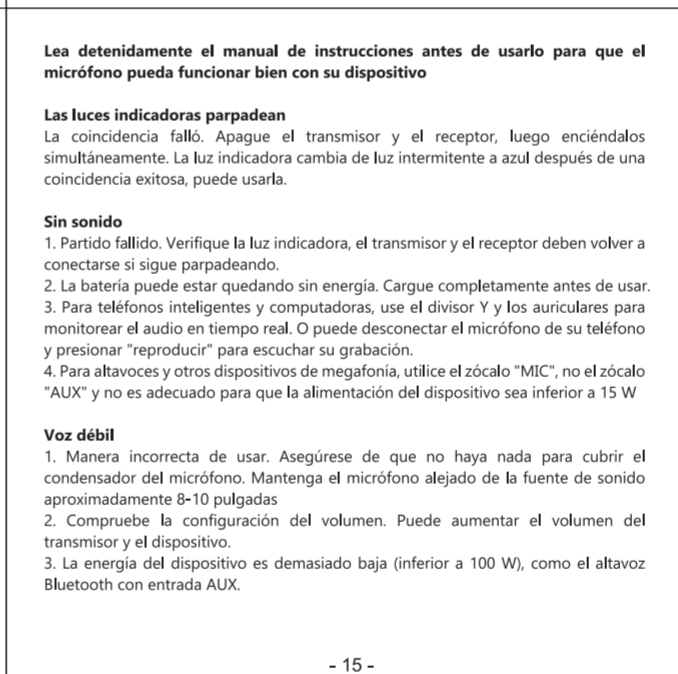 Lea detenidamente el manual de instrucciones antes de usarlo para que el
micrófono pueda funcionar bien con su dispositivo
Las luces indicadoras parpadean
La coincidencia falló. Apague el transmisor y el receptor, luego enciéndalos
simultáneamente. La luz indicadora cambia de luz intermitente a azul después de una
coincidencia exitosa, puede usarla.
Sin sonido
1. Partido fallido. Verifique la luz indicadora, el transmisor y el receptor deben volver a
conectarse si sigue parpadeando.
2. La batería puede estar quedando sin energía. Cargue completamente antes de usar.
3. Para teléfonos inteligentes y computadoras, use el divisor Y y los auriculares para
monitorear el audio en tiempo real. O puede desconectar el micrófono de su teléfono
y presionar "reproducir" para escuchar su grabación.
4. Para altavoces y otros dispositivos de megafonía, utilice el zócalo "MIC", no el zócalo
"AUX" y no es adecuado para que la alimentación del dispositivo sea inferior a 15 W
Voz débil
1. Manera incorrecta de usar. Asegúrese de que no haya nada para cubrir el
condensador del micrófono. Mantenga el micrófono alejado de la fuente de sonido
aproximadamente 8-10 pulgadas
2. Compruebe la configuración del volumen. Puede aumentar el volumen del
transmisor y el dispositivo.
3. La energía del dispositivo es demasiado baja (inferior a 100 W), como el altavoz
Bluetooth con entrada AUX.
- 15 -